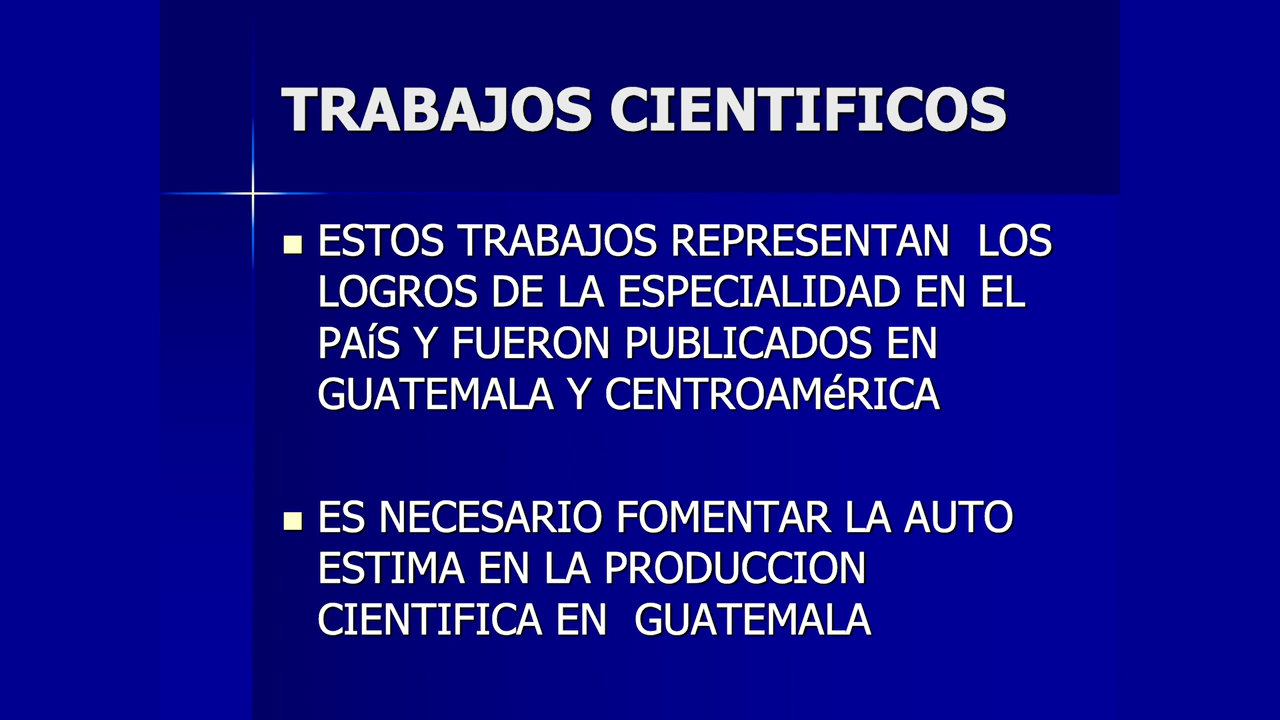 TRABAJOS CIENTIFICOS
ESTOS TRABAJOS REPRESENTAN  LOS
LOGROS DE LA ESPECIALIDAD EN EL
PAíS Y FUERON PUBLICADOS EN
GUATEMALA Y CENTROAMéRICA
ES NECESARIO FOMENTAR LA AUTO
ESTIMA EN LA PRODUCCION
CIENTIFICA EN  GUATEMALA